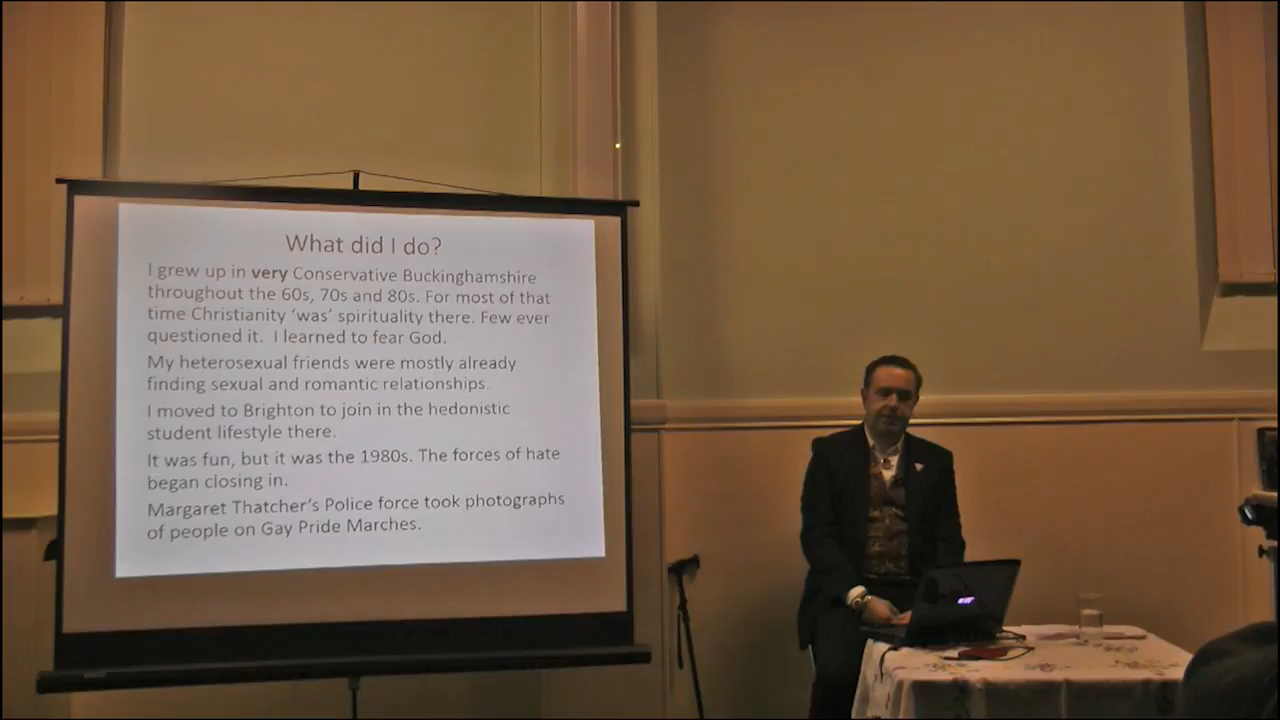 What did I do?
I grew up in very Conservative Buckinghamshire
throughout the 60s, 70s and 80s. For most of that
time Christianity ‘was’ spirituality there. Few ever
questioned it.  I learned to fear God.
My heterosexual friends were mostly already
finding sexual and romantic relationships.
I moved to Brighton to join in the hedonistic
student lifestyle there.
It was fun, but it was the 1980s. The forces of hate
began closing in.
Margaret Thatcher’s Police force took photographs
of people on Gay Pride Marches.